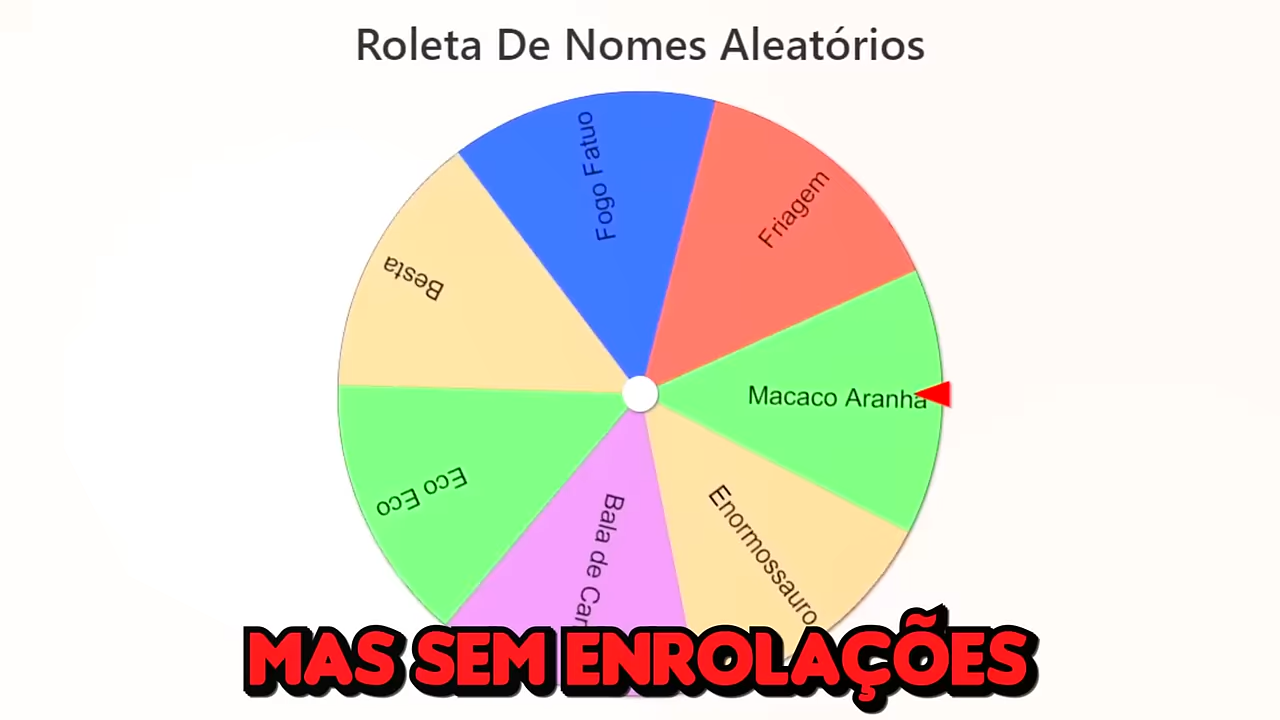 Roleta De Nomes Aleatórios
Fogo Fatuo
Friagem
Besta
Macaco Aranha
Eco Eco
Enormossauro
Bala de
MAS SEM ENROLAÇÕES